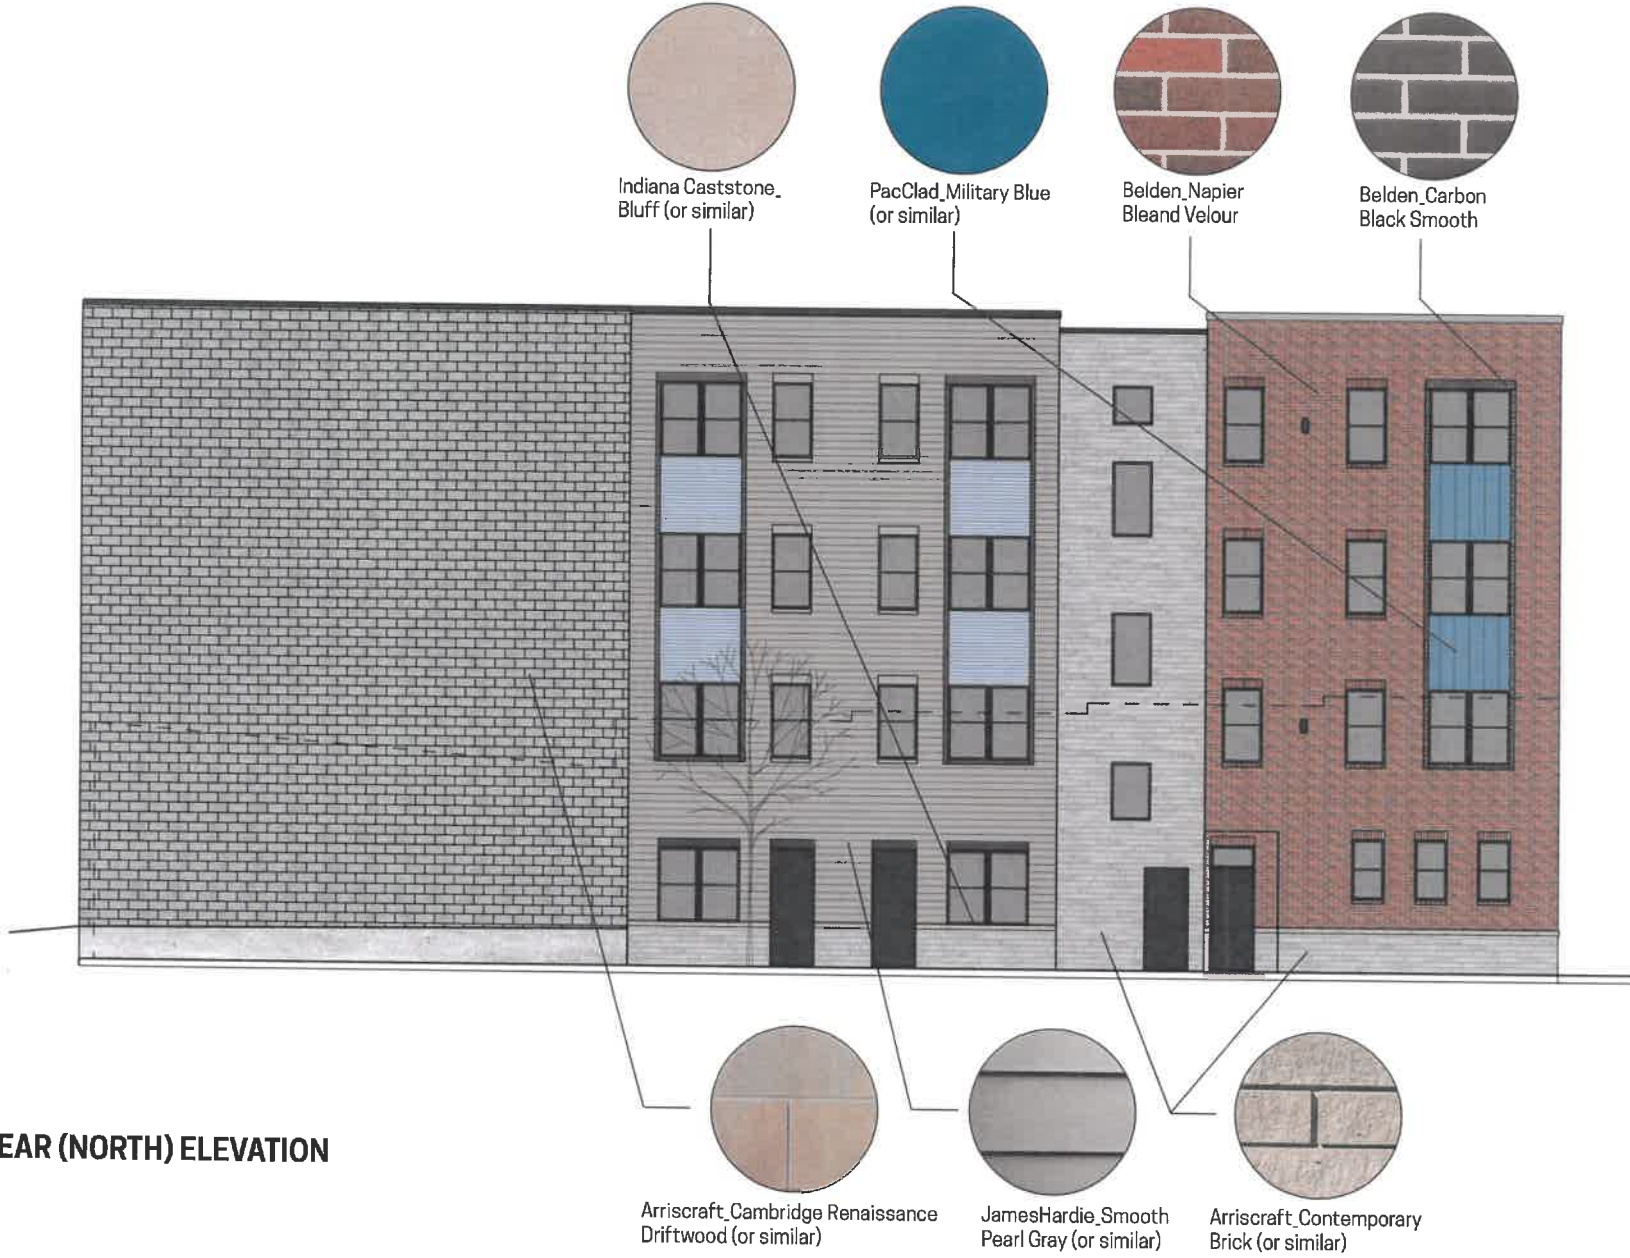 Indiana Caststone_
Bluff (or similar)
PacClad_Military Blue
(or similar)
Belden_Napier
Bleand Velour
Belden_Carbon
Black Smooth
EAR (NORTH) ELEVATION
Arriscraft_Cambridge Renaissance
Driftwood (or similar)
JamesHardie_Smooth
Pearl Gray (or similar)
Arriscraft_Contemporary
Brick (or similar)